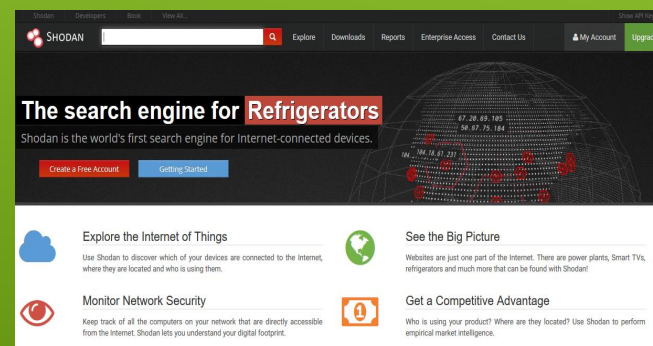 Shodan Developers Book View All...
Show API Key
SHODAN Explore Downloads Reports Enterprise Access Contact Us My Account Upgrad
The search engine for Refrigerators
Shodan is the world's first search engine for Internet-connected devices.
Create a Free Account Getting Started
67.20.69.105
50.87.75.184
104. 104.18.61.231
Explore the Internet of Things
Use Shodan to discover which of your devices are connected to the Internet,
where they are located and who is using them.
See the Big Picture
Websites are just one part of the Internet. There are power plants, Smart TVs,
refrigerators and much more that can be found with Shodan!
Monitor Network Security
Keep track of all the computers on your network that are directly accessible
from the Internet. Shodan lets you understand your digital footprint.
Get a Competitive Advantage
Who is using your product? Where are they located? Use Shodan to perform
empirical market intelligence.